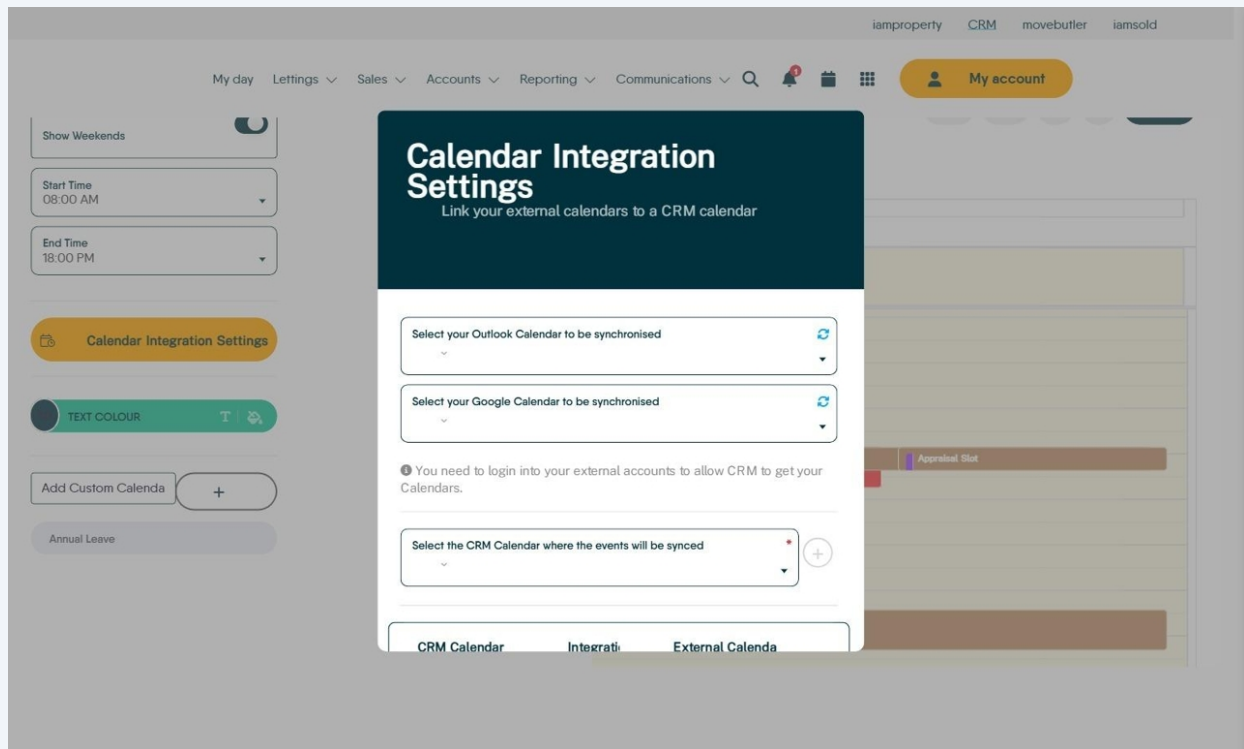 iamproperty CRM movebutler iamsold
My day Lettings Sales Accounts Reporting Communications 1 My account
Show Weekends
Start Time
08:00 AM
End Time
18:00 PM
Calendar Integration Settings
TEXT COLOUR T
Add Custom Calenda +
Annual Leave
Calendar Integration
Settings
Link your external calendars to a CRM calendar
Select your Outlook Calendar to be synchronised
Select your Google Calendar to be synchronised
You need to login into your external accounts to allow CRM to get your
Calendars.
Select the CRM Calendar where the events will be synced *
+
CRM Calendar Integrati External Calenda
Appraisal Slot